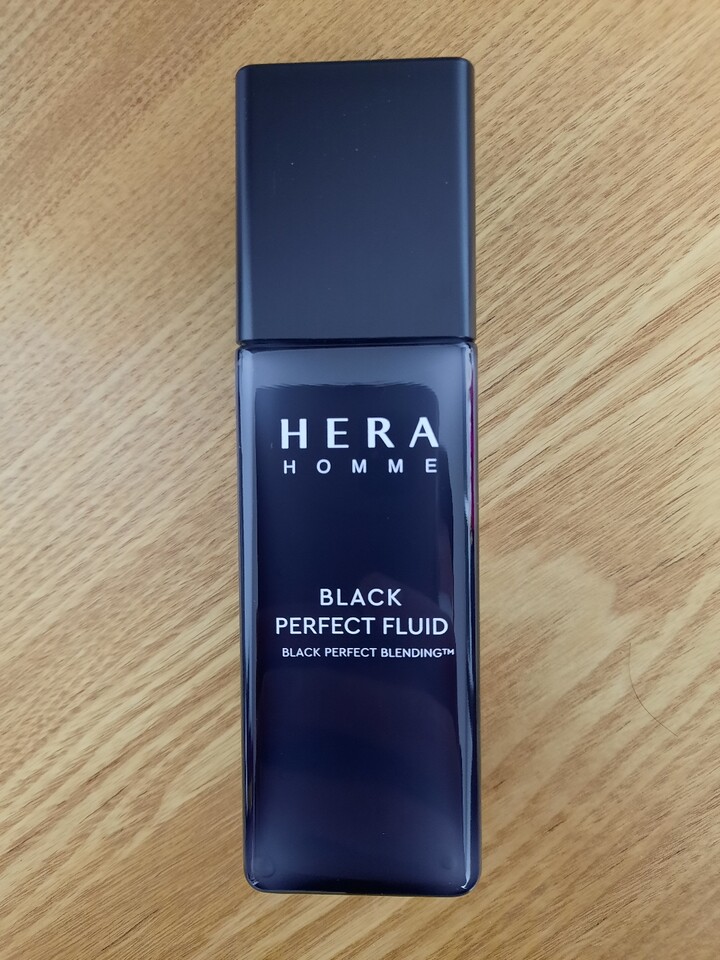 HERA
HOMME
BLACK
PERFECT FLUID
BLACK PERFECT BLENDING™